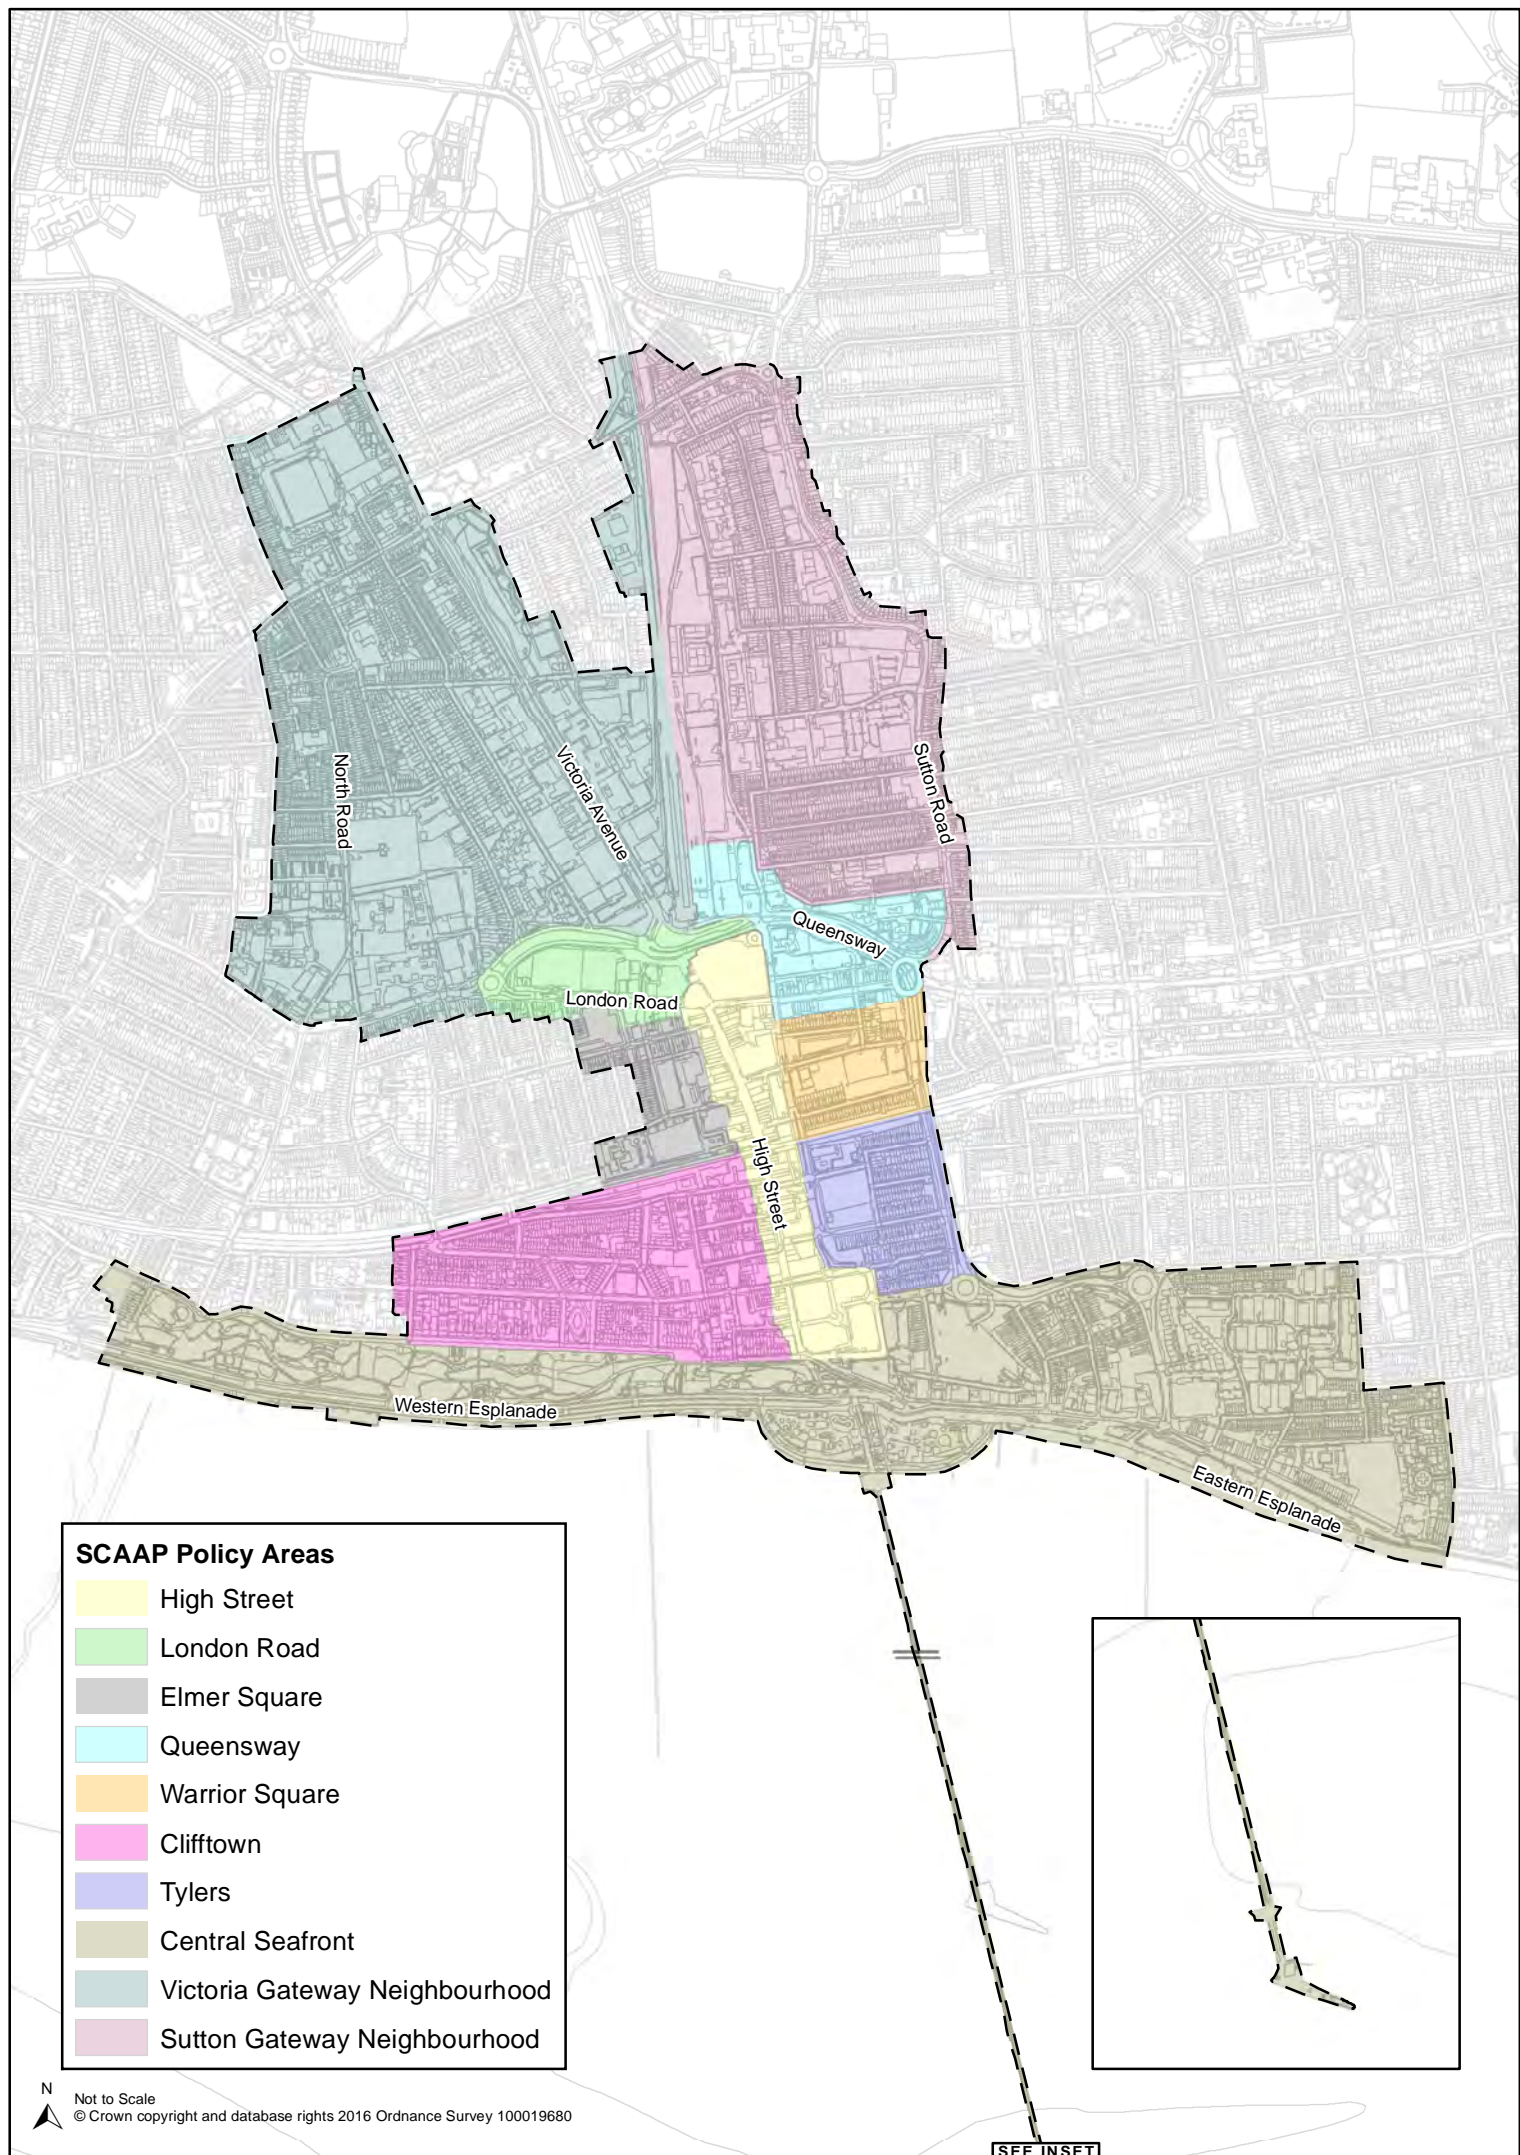 North Road
Victoria Avenue
Sutton Road
Queensway
London Road
High Street
Western Esplanade
Eastern Esplanade
SCAAP Policy Areas
High Street
London Road
Elmer Square
Queensway
Warrior Square
Clifftown
Tylers
Central Seafront
Victoria Gateway Neighbourhood
Sutton Gateway Neighbourhood
N
Not to Scale
© Crown copyright and database rights 2016 Ordnance Survey 100019680
SEE INSET